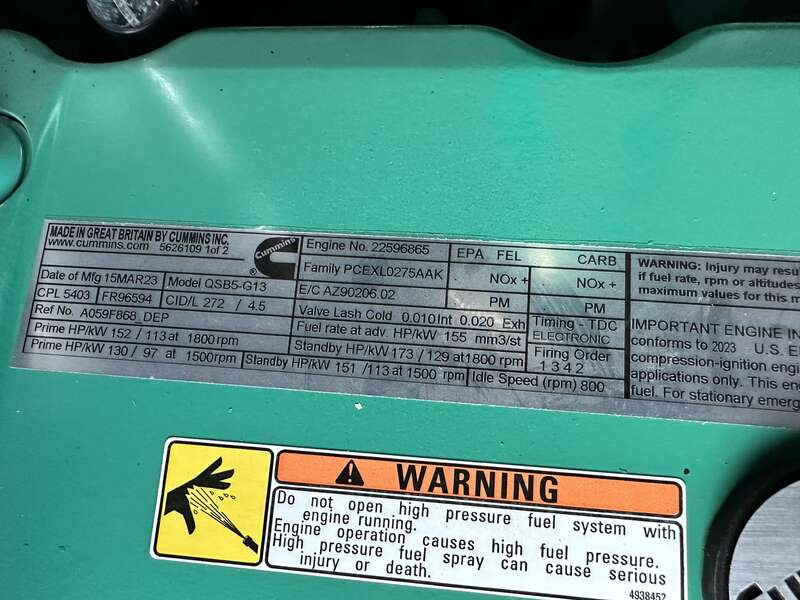 MADE IN GREAT BRITAIN BY CUMMINS INC.
www.cummins.com 5626109 1of 2
Cummins
®
Date of Mfg 15MAR23 Model QSB5-G13
CPL 5403 FR96594 CID/L 272 / 4.5
Ref No. A059F868_DEP
Prime HP/kW 152 / 113 at 1800 rpm
Prime HP/kW 130 / 97 at 1500rpm
Engine No. 22596865
Family PCEXL0275AAK
E/C AZ90206.02
Valve Lash Cold 0.010 Int 0.020 Exh
Fuel rate at adv. HP/kW 155 mm3/st
Standby HP/kW 173 / 129 at 1800 rpm
Standby HP/kW 151 /113 at 1500 rpm
EPA FEL CARB
NOx + NOx +
PM PM
Timing - TDC
ELECTRONIC
Firing Order
1 3 4 2
Idle Speed (rpm) 800
WARNING: Injury may resu
if fuel rate, rpm or altitudes
maximum values for this m
IMPORTANT ENGINE IN
conforms to 2023 U.S. E
compression-ignition engi
applications only. This eng
fuel. For stationary emerg
WARNING
Do not open high pressure fuel system with
engine running.
Engine operation causes high fuel pressure.
High pressure fuel spray can cause serious
injury or death.
4938452